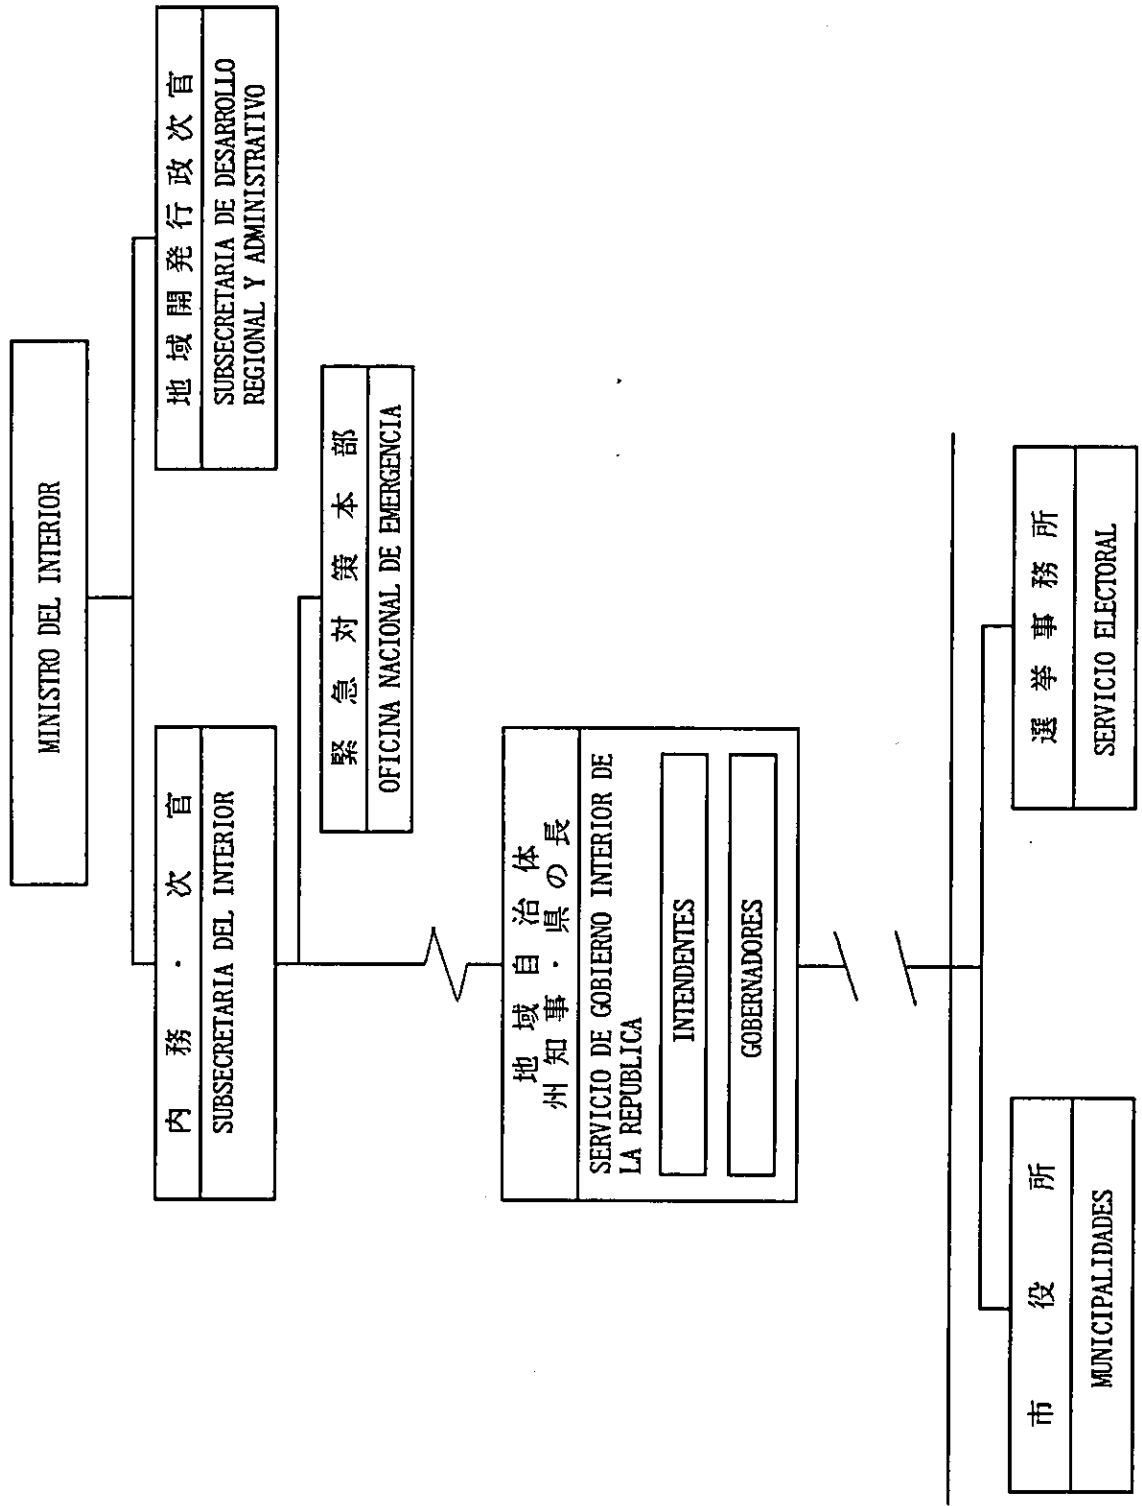 MINISTRO DEL INTERIOR
内務・次官
SUBSECRETARIA DEL INTERIOR
地域開発行政次官
SUBSECRETARIA DE DESARROLLO
REGIONAL Y ADMINISTRATIVO
緊急対策本部
OFICINA NACIONAL DE EMERGENCIA
地域自治体
州知事・県の長
SERVICIO DE GOBIERNO INTERIOR DE
LA REPUBLICA
INTENDENTES
GOBERNADORES
市役所
MUNICIPALIDADES
選挙事務所
SERVICIO ELECTORAL